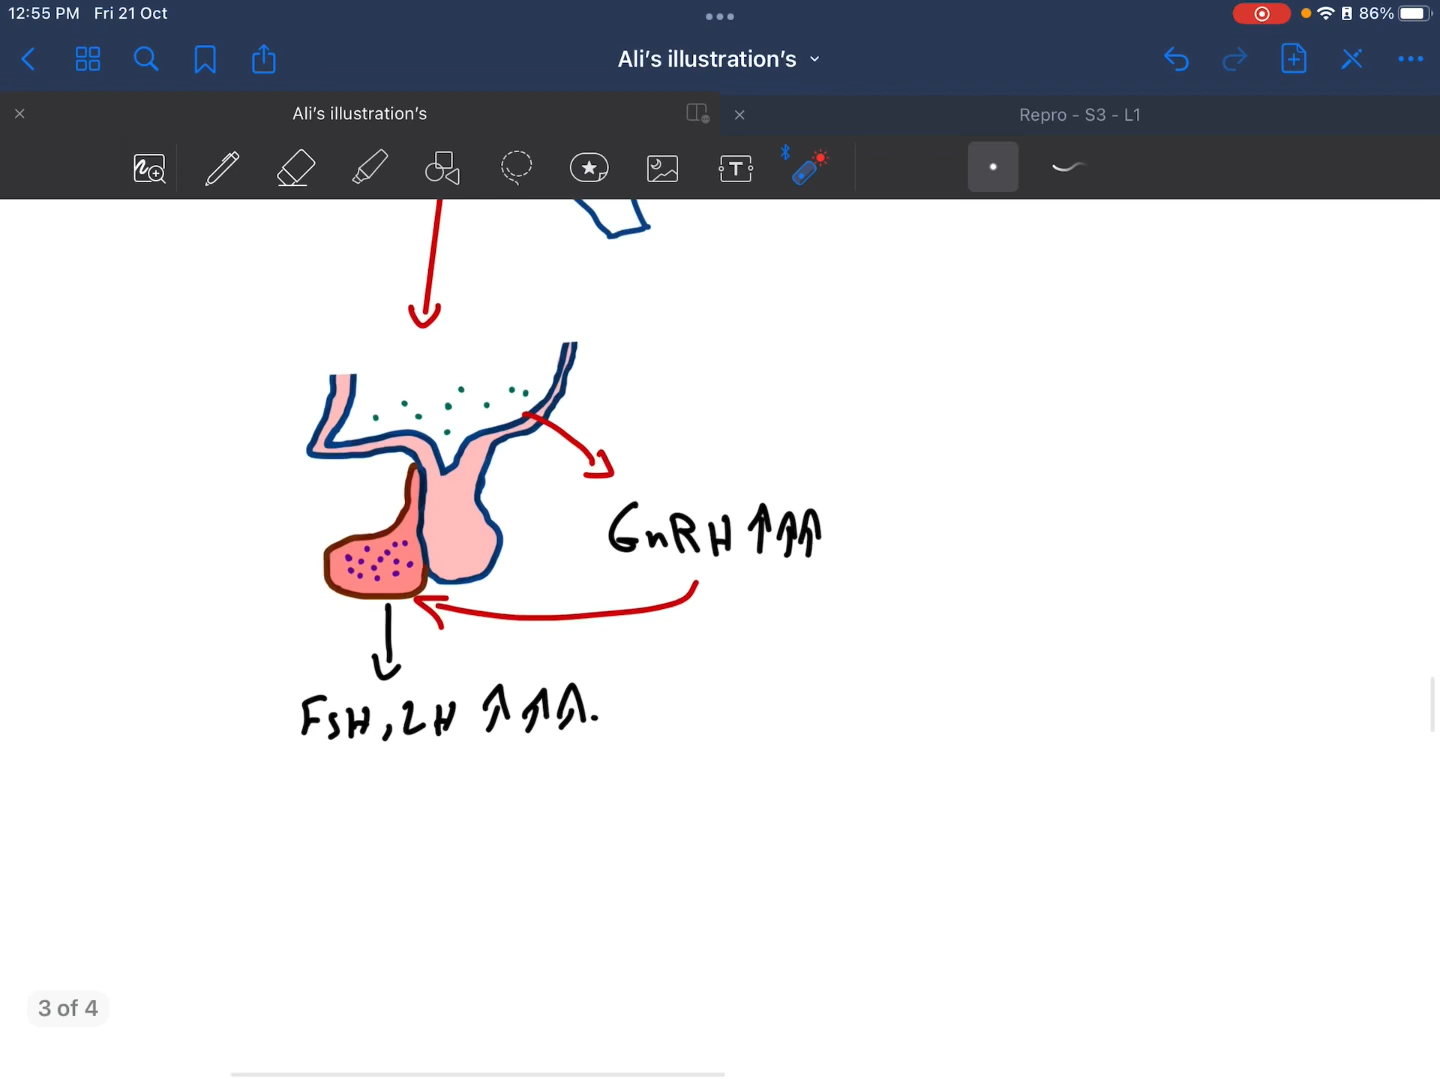 12:55 PM Fri 21 Oct
86%
Ali's illustration's
Ali's illustration's
Repro - S3 - L1
GnRH ↑↑↑
FSH, LH ↑↑↑.
3 of 4